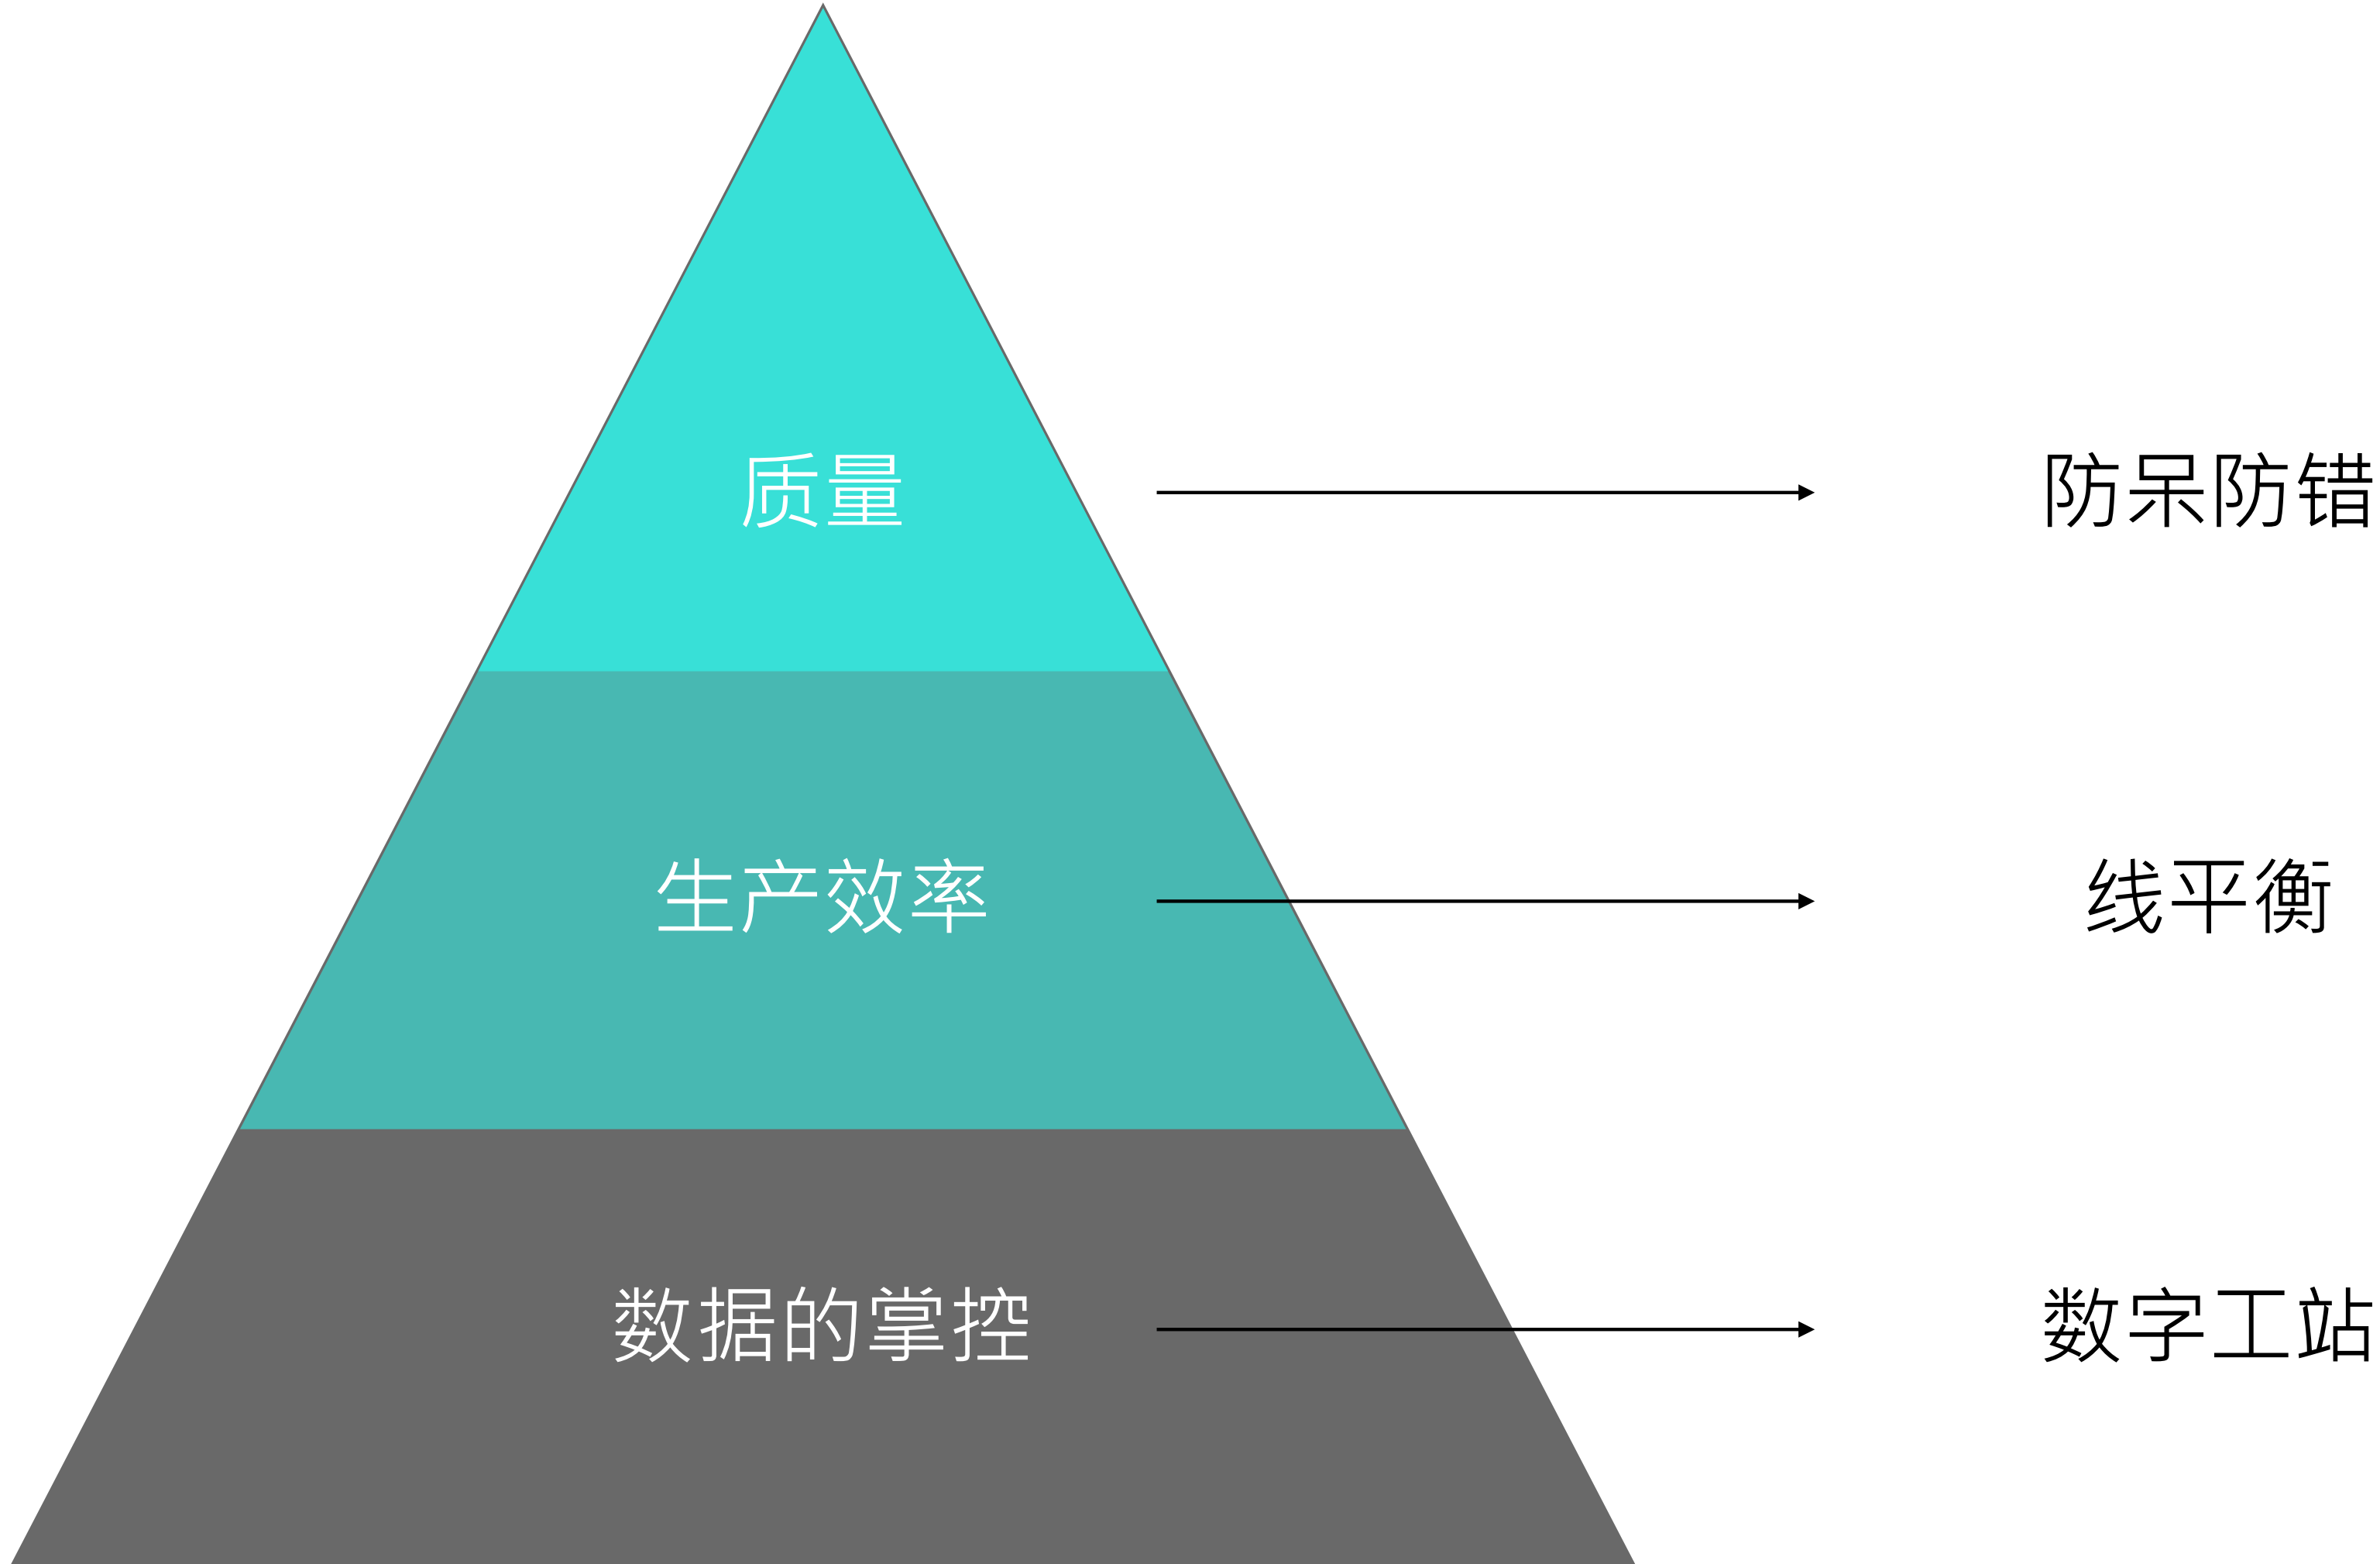 质量
防呆防错
生产效率
线平衡
数据的掌控
数字工站